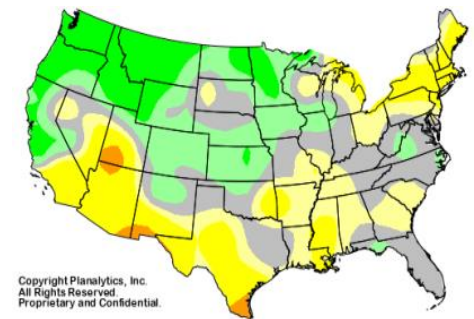 Copyright Planalytics, Inc.
All Rights Reserved.
Proprietary and Confidential.